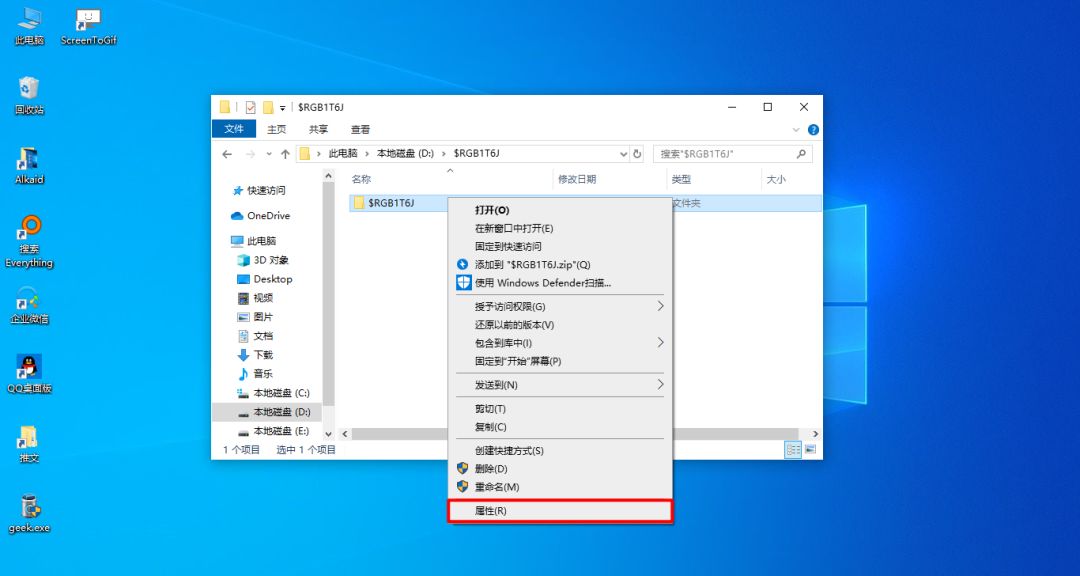 此电脑
ScreenToGif
回收站
Alkaid
搜索
Everything
企业微信
QQ桌面版
推文
geek.exe
$RGB1T6J
文件 主页 共享 查看
此电脑 › 本地磁盘 (D:) › $RGB1T6J
搜索"$RGB1T6J"
名称 修改日期 类型 大小
快速访问
OneDrive
此电脑
3D 对象
Desktop
视频
图片
文档
下载
音乐
本地磁盘 (C:)
本地磁盘 (D:)
本地磁盘 (E:)
$RGB1T6J 文件夹
打开(O)
在新窗口中打开(E)
固定到快速访问
添加到 "$RGB1T6J.zip"(Q)
使用 Windows Defender扫描...
授予访问权限(G)
还原以前的版本(V)
包含到库中(I)
固定到"开始"屏幕(P)
发送到(N)
剪切(T)
复制(C)
创建快捷方式(S)
删除(D)
重命名(M)
属性(R)
1 个项目 选中 1 个项目